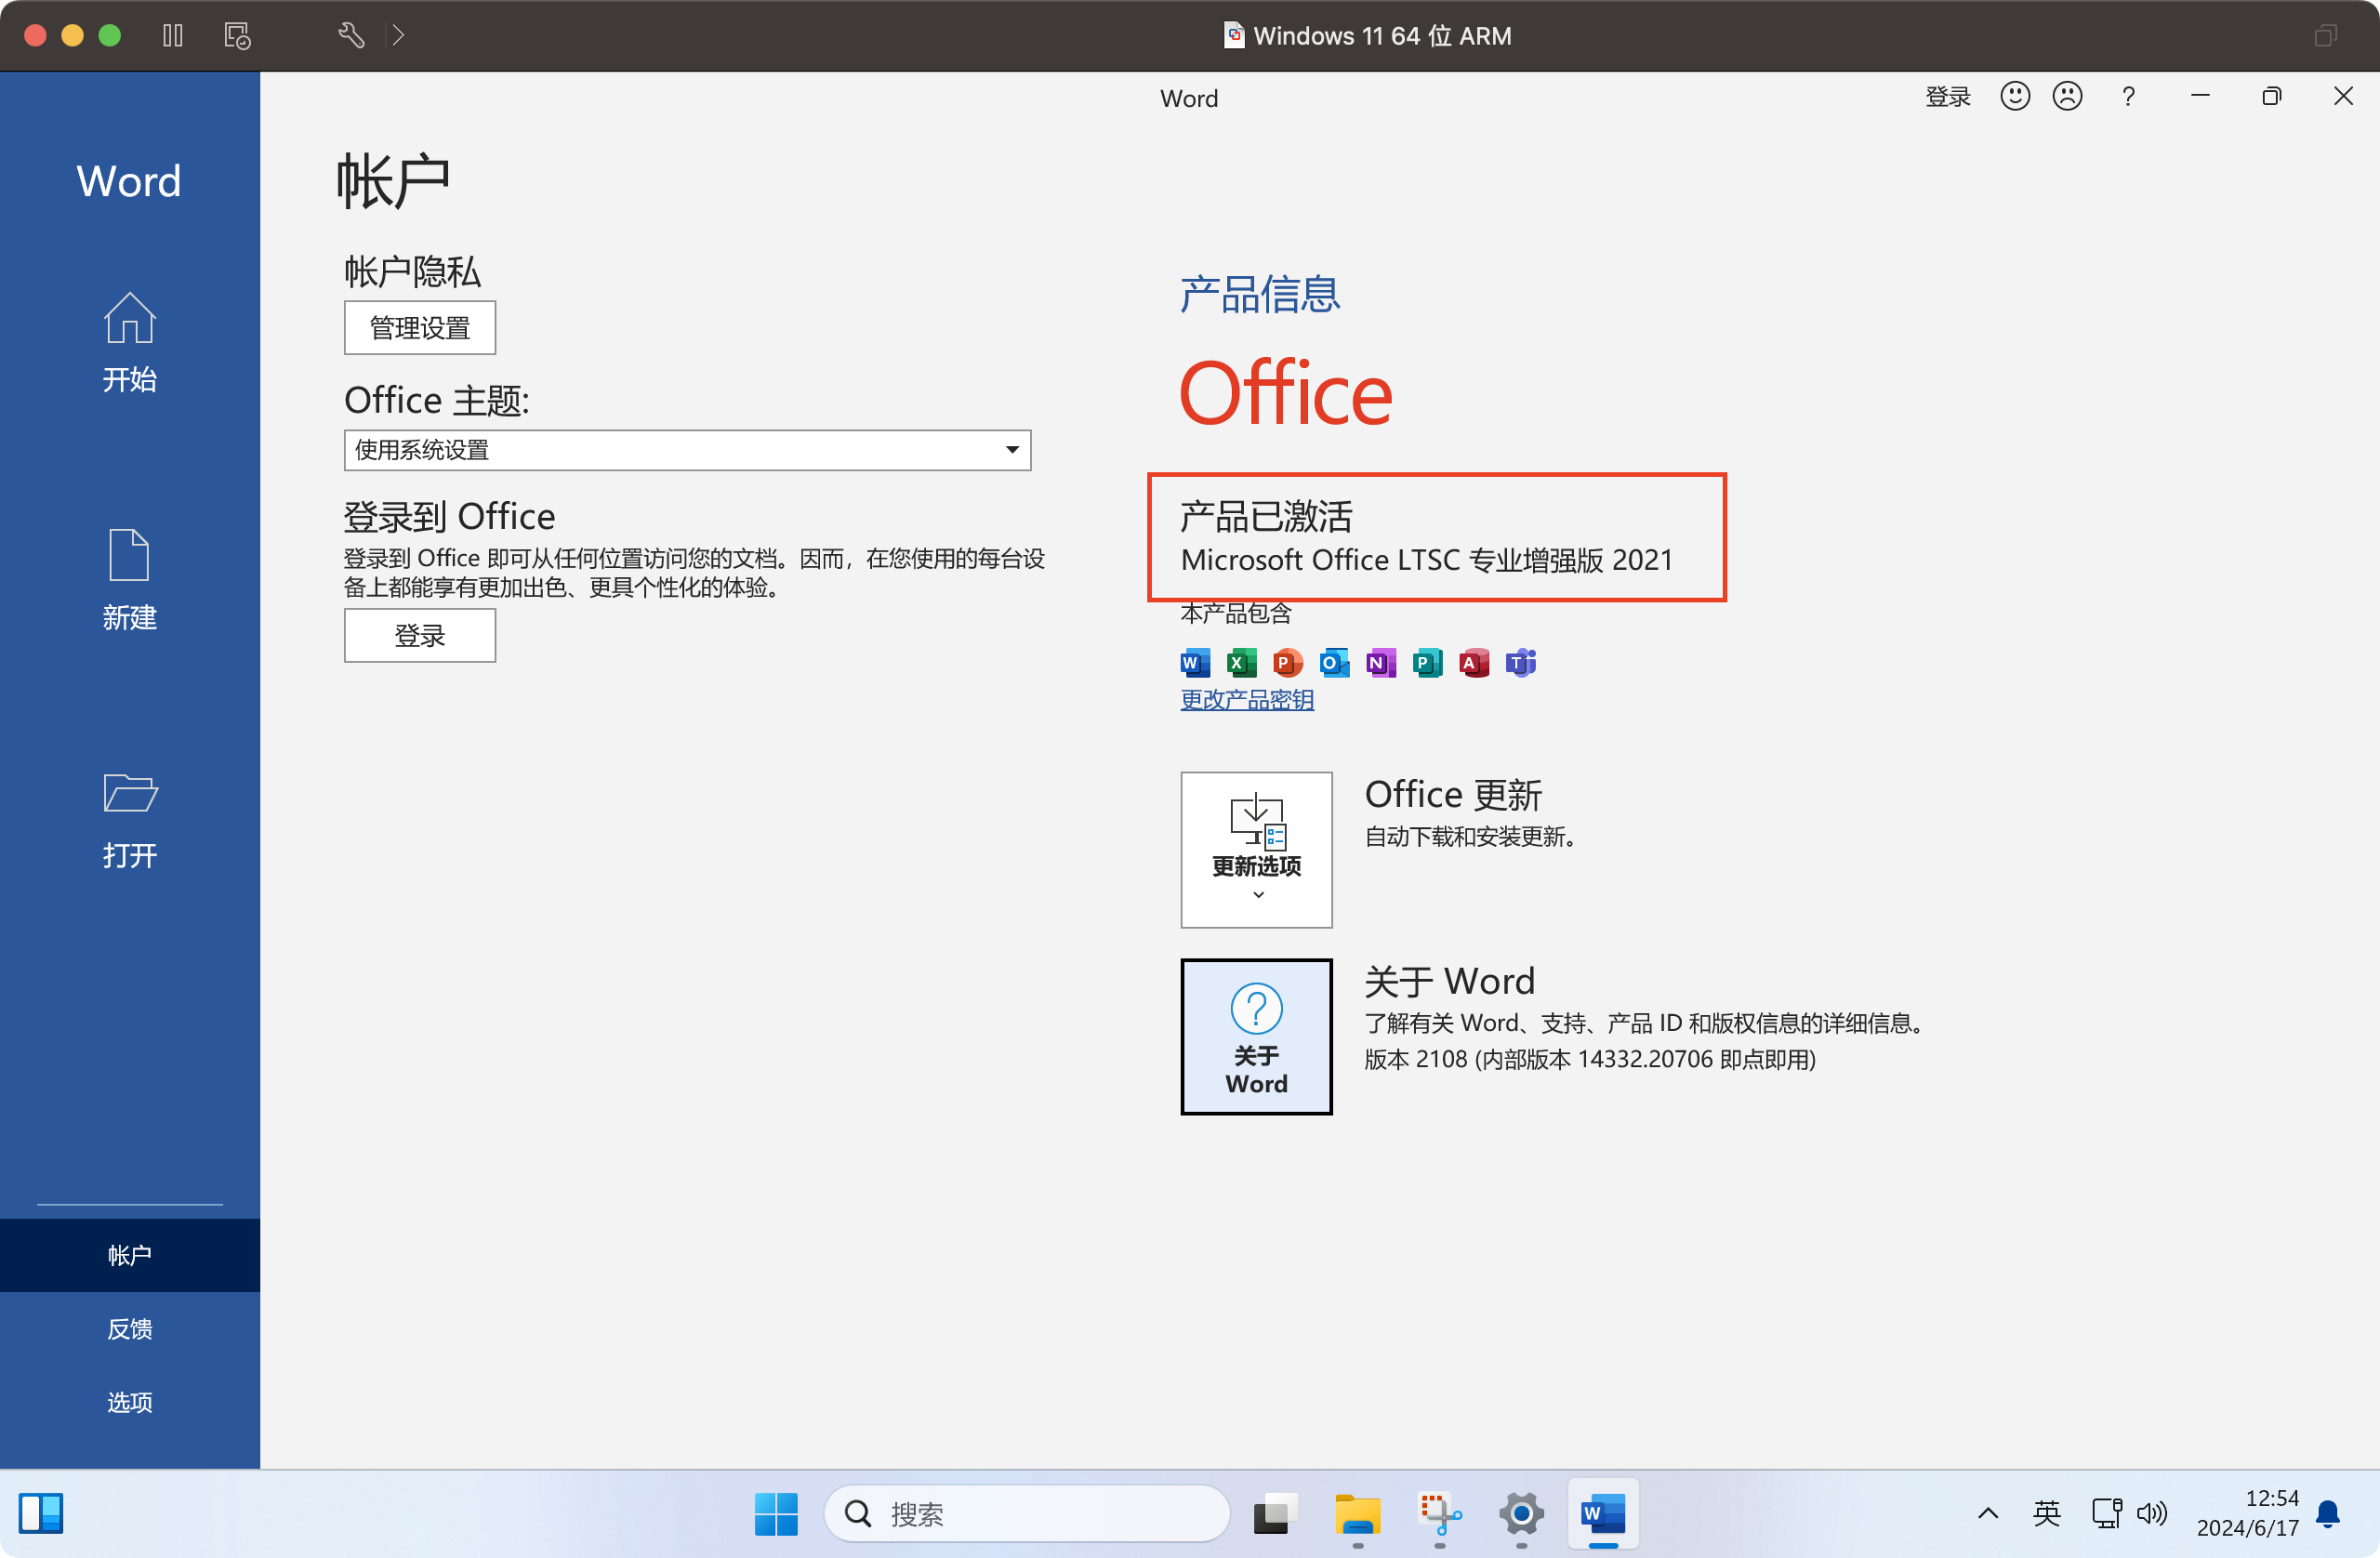 Windows 11 64 位 ARM
Word
登录
?
Word
开始
新建
打开
帐户
反馈
选项
帐户
帐户隐私
管理设置
Office 主题:
使用系统设置
登录到 Office
登录到 Office 即可从任何位置访问您的文档。因而，在您使用的每台设
备上都能享有更加出色、更具个性化的体验。
登录
产品信息
Office
产品已激活
Microsoft Office LTSC 专业增强版 2021
本产品包含
W X P O N P A T
更改产品密钥
更新选项
Office 更新
自动下载和安装更新。
?
关于
Word
关于 Word
了解有关 Word、支持、产品 ID 和版权信息的详细信息。
版本 2108 (内部版本 14332.20706 即点即用)
搜索
W
英
12:54
2024/6/17